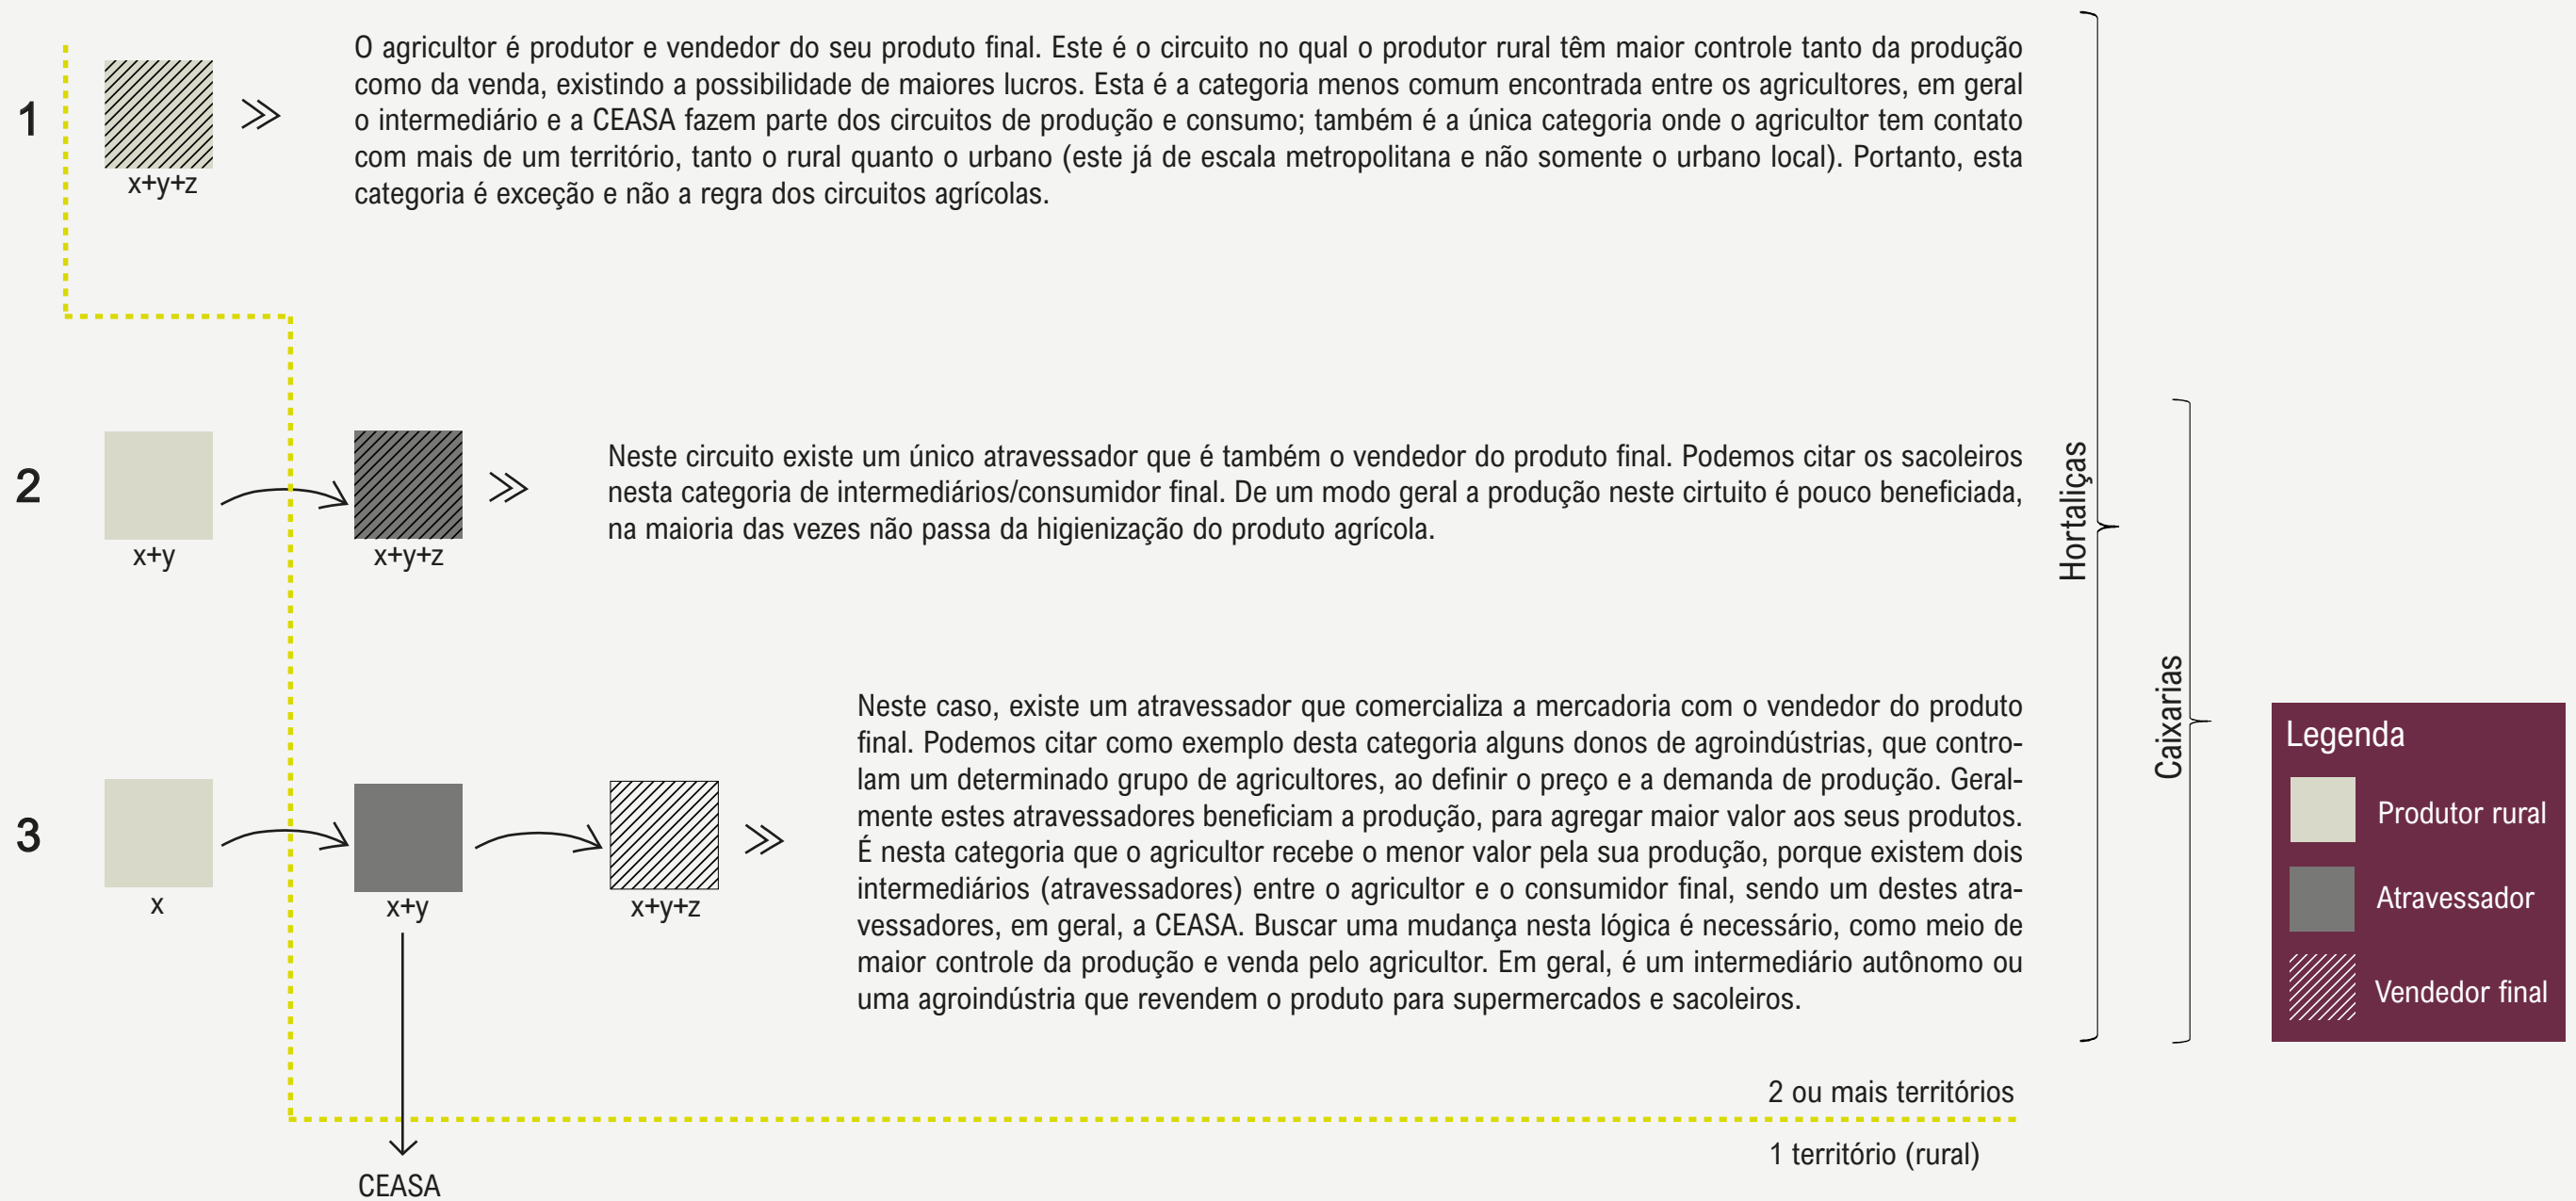 1
x+y+z
O agricultor é produtor e vendedor do seu produto final. Este é o circuito no qual o produtor rural têm maior controle tanto da produção
como da venda, existindo a possibilidade de maiores lucros. Esta é a categoria menos comum encontrada entre os agricultores, em geral
o intermediário e a CEASA fazem parte dos circuitos de produção e consumo; também é a única categoria onde o agricultor tem contato
com mais de um território, tanto o rural quanto o urbano (este já de escala metropolitana e não somente o urbano local). Portanto, esta
categoria é exceção e não a regra dos circuitos agrícolas.
2
x+y
x+y+z
Neste circuito existe um único atravessador que é também o vendedor do produto final. Podemos citar os sacoleiros
nesta categoria de intermediários/consumidor final. De um modo geral a produção neste cirtuito é pouco beneficiada,
na maioria das vezes não passa da higienização do produto agrícola.
3
x
x+y
x+y+z
Neste caso, existe um atravessador que comercializa a mercadoria com o vendedor do produto
final. Podemos citar como exemplo desta categoria alguns donos de agroindústrias, que contro-
lam um determinado grupo de agricultores, ao definir o preço e a demanda de produção. Geral-
mente estes atravessadores beneficiam a produção, para agregar maior valor aos seus produtos.
É nesta categoria que o agricultor recebe o menor valor pela sua produção, porque existem dois
intermediários (atravessadores) entre o agricultor e o consumidor final, sendo um destes atra-
vessadores, em geral, a CEASA. Buscar uma mudança nesta lógica é necessário, como meio de
maior controle da produção e venda pelo agricultor. Em geral, é um intermediário autônomo ou
uma agroindústria que revendem o produto para supermercados e sacoleiros.
CEASA
2 ou mais territórios
1 território (rural)
Hortaliças
Caixarias
Legenda
Produtor rural
Atravessador
Vendedor final